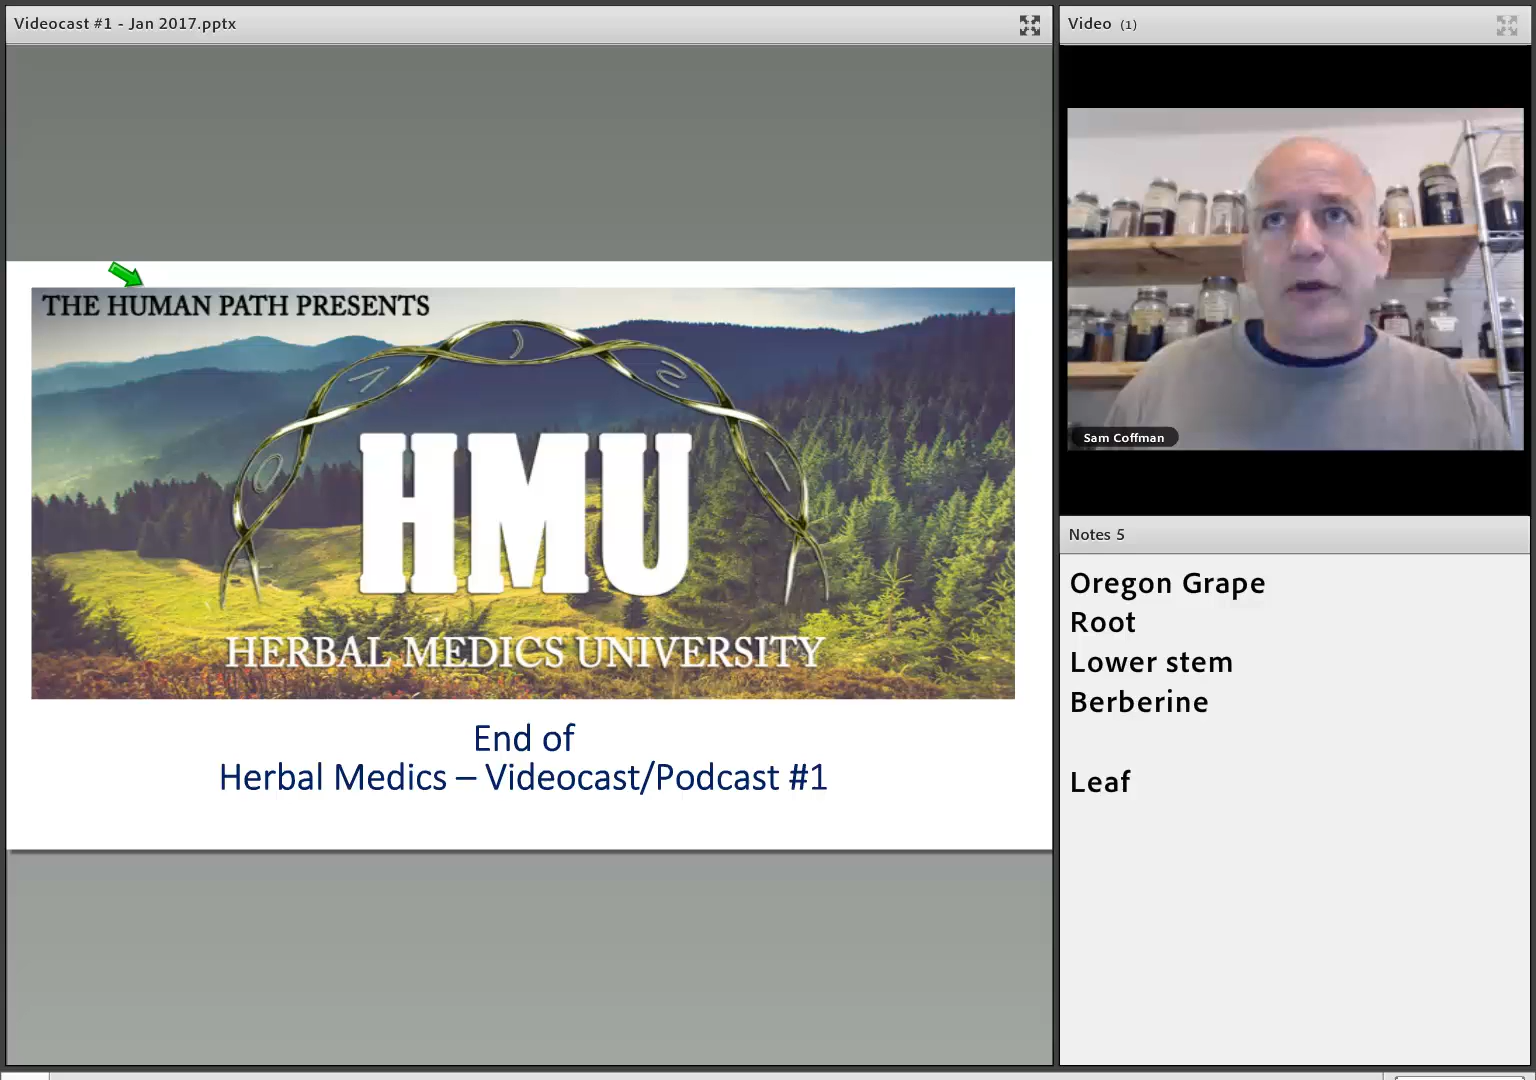 Videocast #1 - Jan 2017.pptx
Video (1)
THE HUMAN PATH PRESENTS
HMU
HERBAL MEDICS UNIVERSITY
End of
Herbal Medics – Videocast/Podcast #1
Sam Coffman
Notes 5
Oregon Grape
Root
Lower stem
Berberine
Leaf